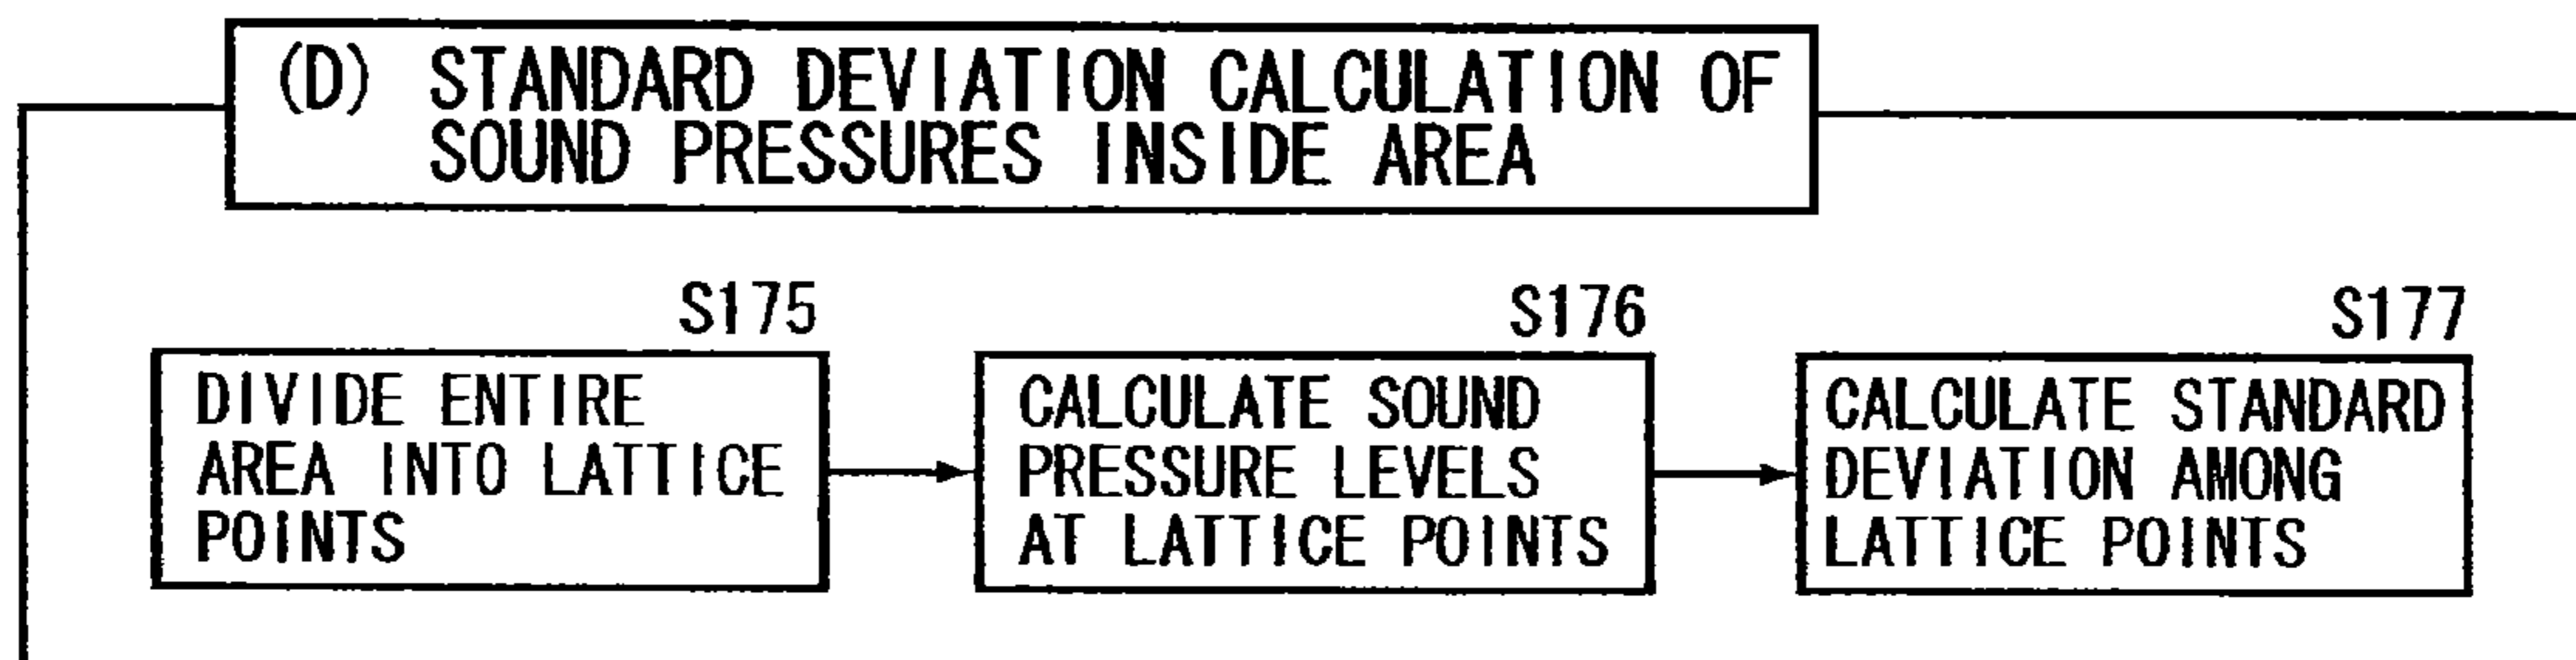 (D) STANDARD DEVIATION CALCULATION OF
SOUND PRESSURES INSIDE AREA
S175
DIVIDE ENTIRE
AREA INTO LATTICE
POINTS
S176
CALCULATE SOUND
PRESSURE LEVELS
AT LATTICE POINTS
S177
CALCULATE STANDARD
DEVIATION AMONG
LATTICE POINTS